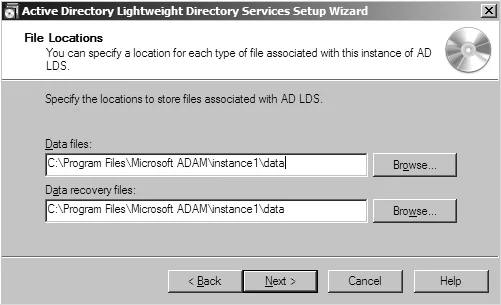 Active Directory Lightweight Directory Services Setup Wizard
File Locations
You can specify a location for each type of file associated with this instance of AD
LDS.
Specify the locations to store files associated with AD LDS.
Data files:
C:\Program Files\Microsoft ADAM\instance1\data
Browse...
Data recovery files:
C:\Program Files\Microsoft ADAM\instance1\data
Browse...
< Back
Next >
Cancel
Help